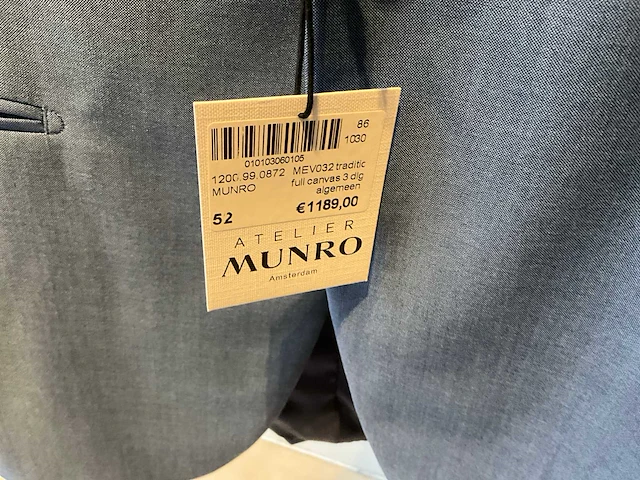 86
1030
010103060105
1200.99.0872 MEV032 traditic
MUNRO full canvas 3 dlg
algemeen
52 €1189,00
ATELIER
MUNRO
Amsterdam